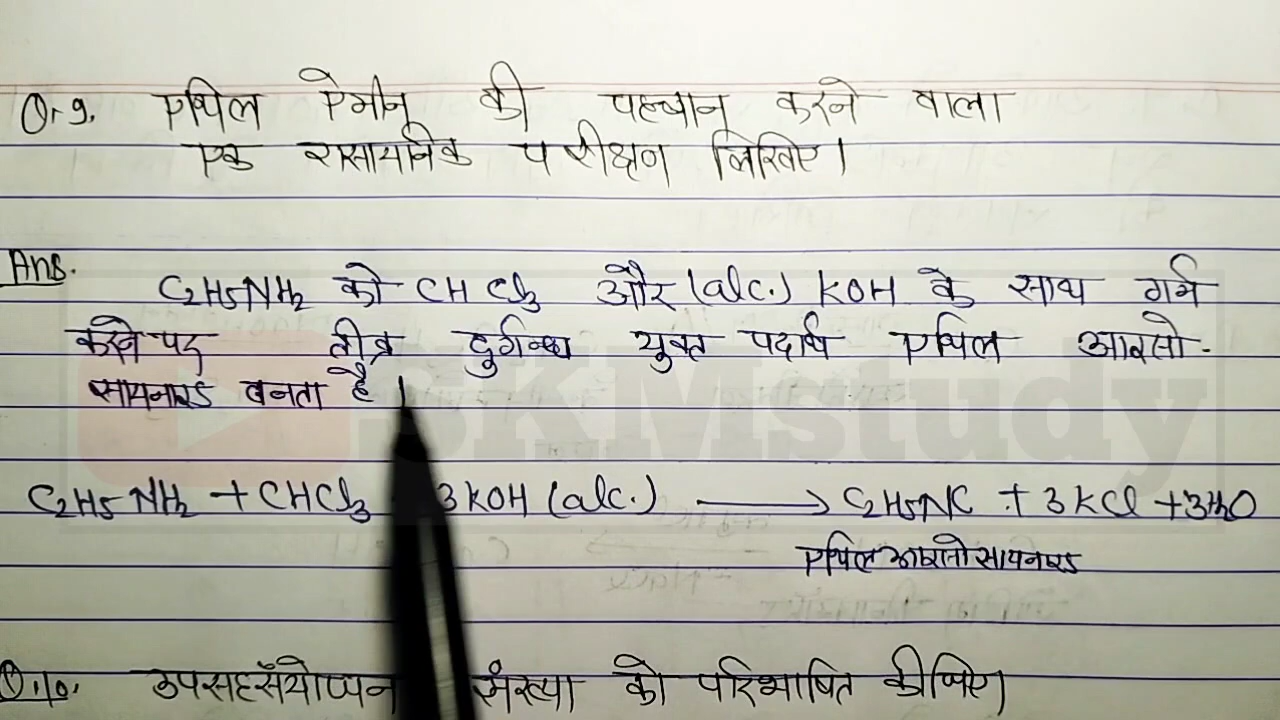 Q.9. एथिल ऐमीन की पहचान करने वाला
एक रासायनिक परीक्षण लिखिए।
Ans.
C₂H₅NH₂ को CHCl₃ और (alc.) KOH के साथ गर्म
करने पर तीव्र दुर्गन्ध युक्त पदार्थ एथिल आइसो-
सायनाइड बनता है।
C₂H₅NH₂ + CHCl₃ 3KOH (alc.) ⟶ C₂H₅NC + 3KCl + 3H₂O
एथिल आइसोसायनाइड
Q.10. उपसहसंयोजन संख्या को परिभाषित कीजिए।
SKMstudy